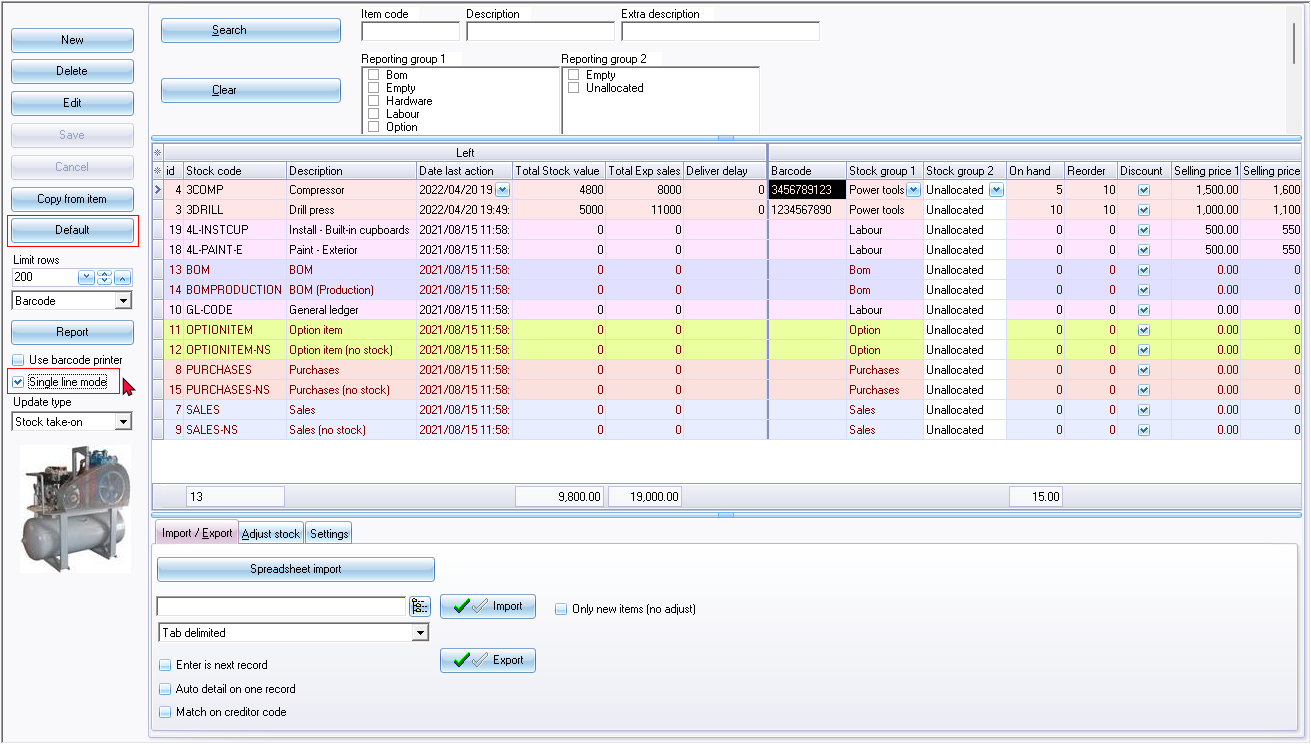 New
Delete
Edit
Save
Cancel
Copy from item
Default
Limit rows
200
Barcode
Report
Use barcode printer
Single line mode
Update type
Stock take-on
Search
Clear
Item code Description Extra description
Reporting group 1 Reporting group 2
Bom
Empty
Hardware
Labour
Option
Empty
Unallocated
Left
id Stock code Description Date last action Total Stock value Total Exp sales Deliver delay Barcode Stock group 1 Stock group 2 On hand Reorder Discount Selling price 1 Selling price
4 3COMP Compressor 2022/04/20 19 4800 8000 0 3456789123 Power tools Unallocated 5 10 1,500.00 1,600
3 3DRILL Drill press 2022/04/20 19:49: 5000 11000 0 1234567890 Power tools Unallocated 10 10 1,000.00 1,100
19 4L-INSTCUP Install - Built-in cupboards 2021/08/15 11:58: 0 0 0 Labour Unallocated 0 0 500.00 550
18 4L-PAINT-E Paint - Exterior 2021/08/15 11:58: 0 0 0 Labour Unallocated 0 0 500.00 550
13 BOM BOM 2021/08/15 11:58: 0 0 0 Bom Unallocated 0 0 0.00 0
14 BOMPRODUCTION BOM (Production) 2021/08/15 11:58: 0 0 0 Bom Unallocated 0 0 0.00 0
10 GL-CODE General ledger 2021/08/15 11:58: 0 0 0 Labour Unallocated 0 0 0.00 0
11 OPTIONITEM Option item 2021/08/15 11:58: 0 0 0 Option Unallocated 0 0 0.00 0
12 OPTIONITEM-NS Option item (no stock) 2021/08/15 11:58: 0 0 0 Option Unallocated 0 0 0.00 0
8 PURCHASES Purchases 2021/08/15 11:58: 0 0 0 Purchases Unallocated 0 0 0.00 0
15 PURCHASES-NS Purchases (no stock) 2021/08/15 11:58: 0 0 0 Purchases Unallocated 0 0 0.00 0
7 SALES Sales 2021/08/15 11:58: 0 0 0 Sales Unallocated 0 0 0.00 0
9 SALES-NS Sales (no stock) 2021/08/15 11:58: 0 0 0 Sales Unallocated 0 0 0.00 0
13 9,800.00 19,000.00 15.00
Import / Export Adjust stock Settings
Spreadsheet import
Import Only new items (no adjust)
Tab delimited
Export
Enter is next record
Auto detail on one record
Match on creditor code